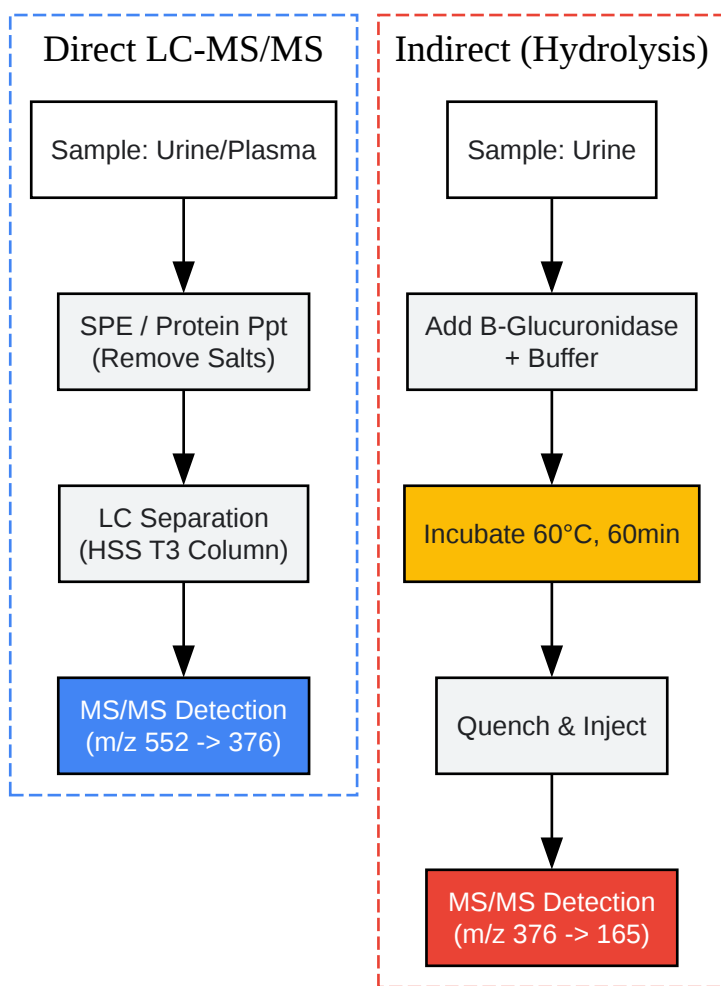 Direct LC-MS/MS
Sample: Urine/Plasma
SPE / Protein Ppt
(Remove Salts)
LC Separation
(HSS T3 Column)
MS/MS Detection
(m/z 552 -> 376)
Indirect (Hydrolysis)
Sample: Urine
Add B-Glucuronidase
+ Buffer
Incubate 60°C, 60min
Quench & Inject
MS/MS Detection
(m/z 376 -> 165)